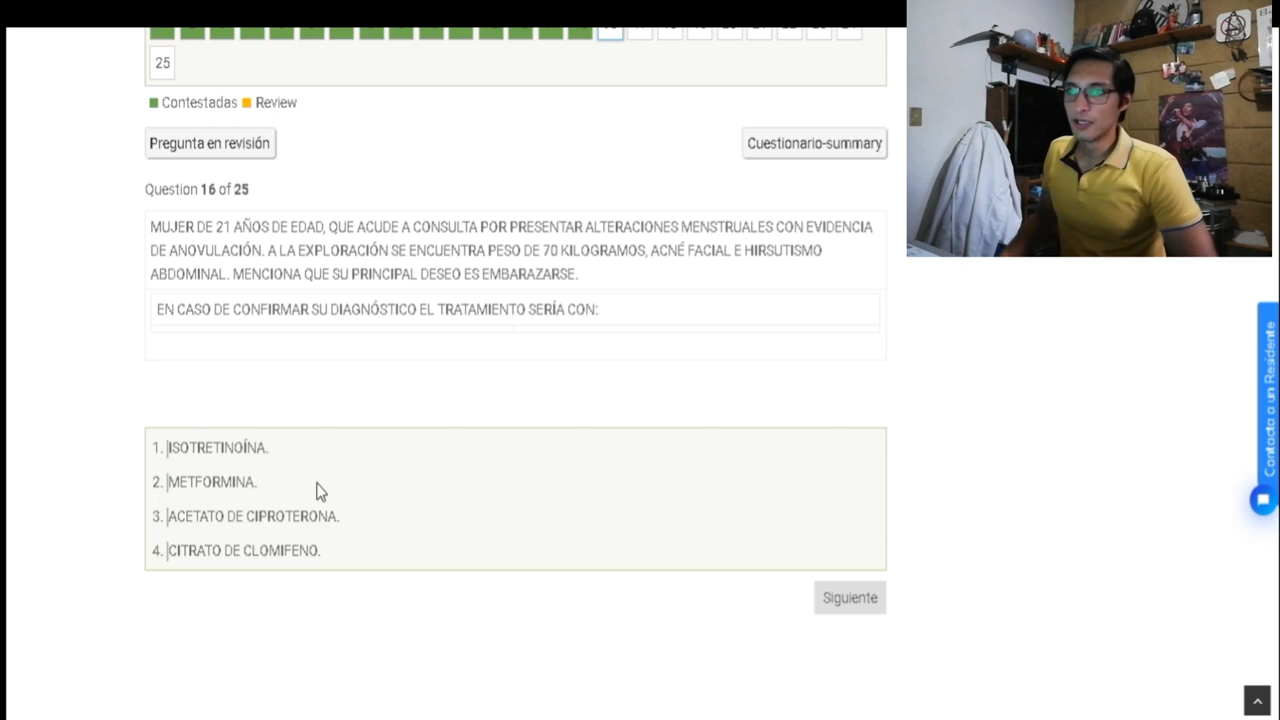 25
Contestadas Review
Pregunta en revisión
Cuestionario-summary
Question 16 of 25
MUJER DE 21 AÑOS DE EDAD, QUE ACUDE A CONSULTA POR PRESENTAR ALTERACIONES MENSTRUALES CON EVIDENCIA
DE ANOVULACIÓN. A LA EXPLORACIÓN SE ENCUENTRA PESO DE 70 KILOGRAMOS, ACNÉ FACIAL E HIRSUTISMO
ABDOMINAL. MENCIONA QUE SU PRINCIPAL DESEO ES EMBARAZARSE.
EN CASO DE CONFIRMAR SU DIAGNÓSTICO EL TRATAMIENTO SERÍA CON:
1. ISOTRETINOÍNA.
2. METFORMINA.
3. ACETATO DE CIPROTERONA.
4. CITRATO DE CLOMIFENO.
Siguiente
Contacta a un Residente